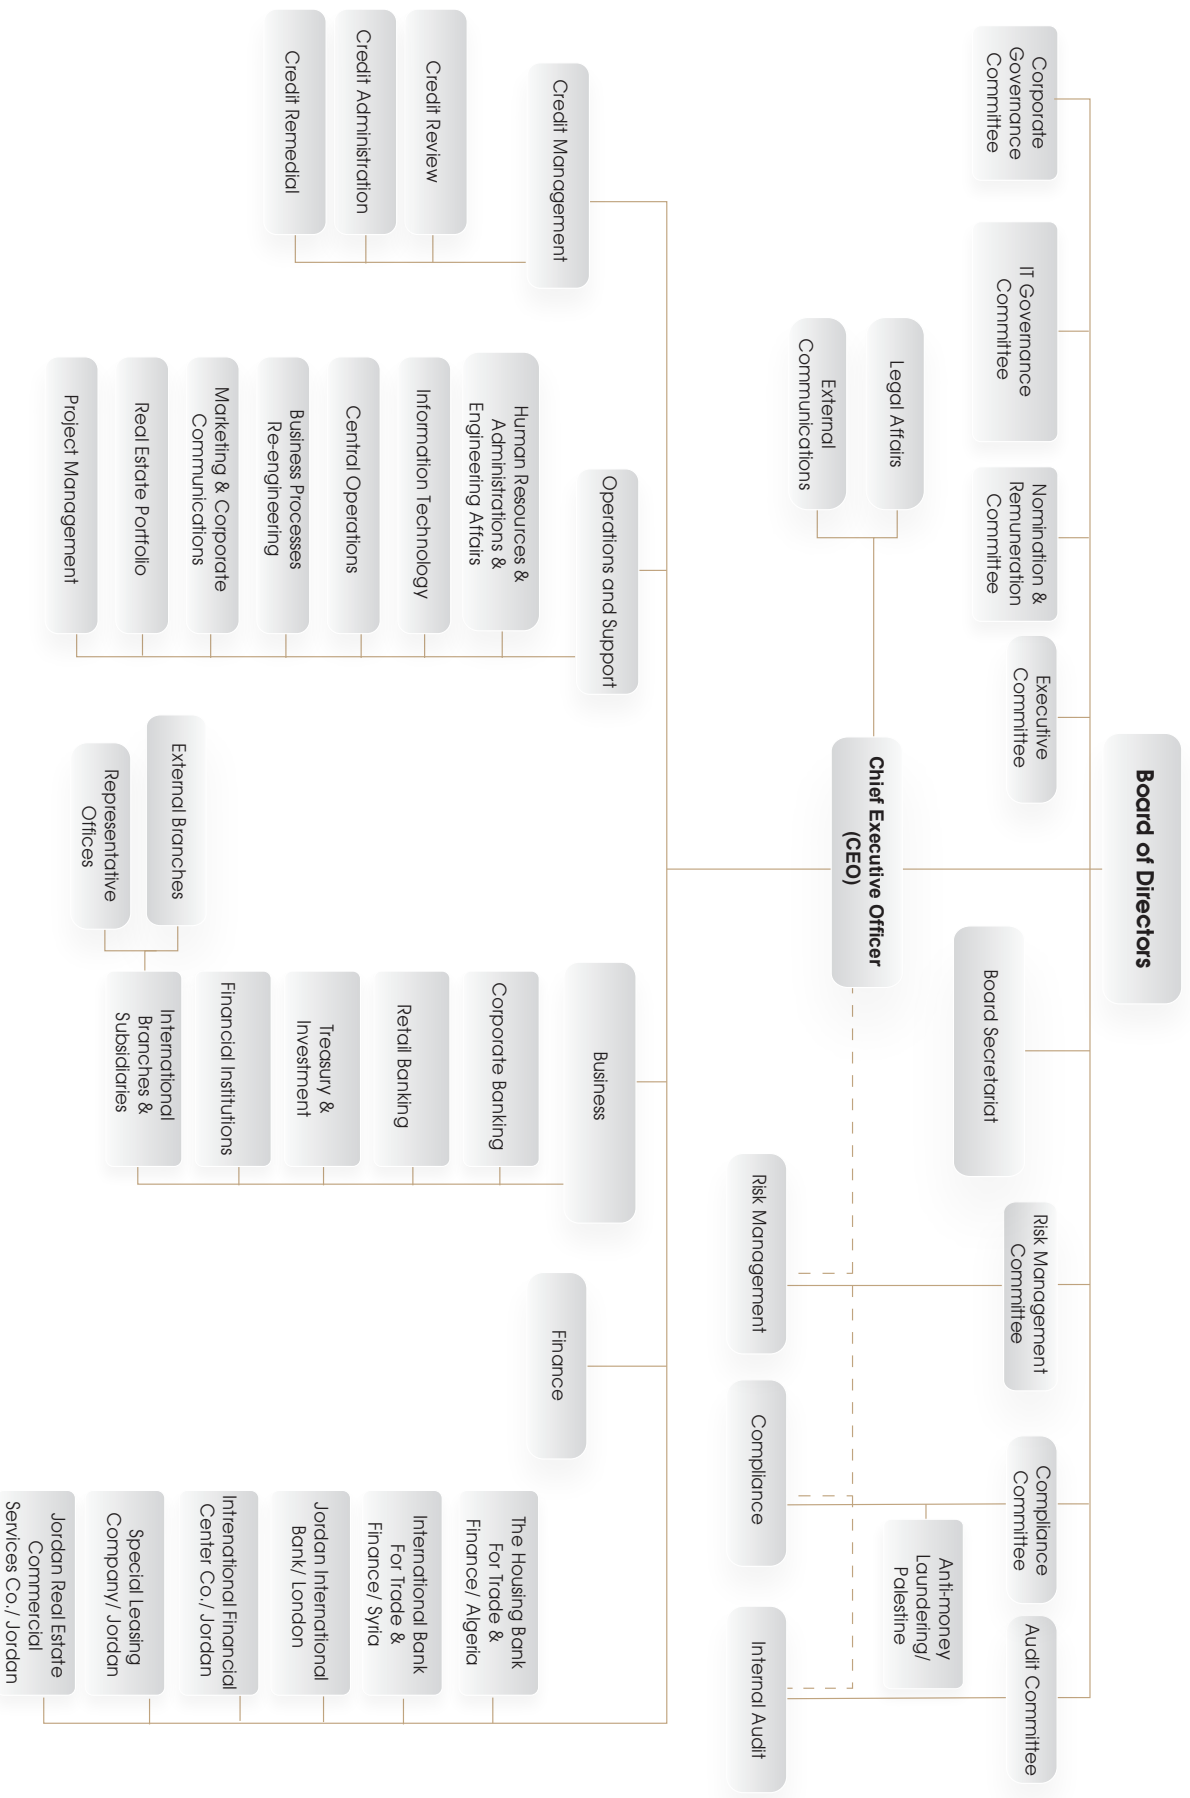 Board of Directors
Corporate
Governance
Committee
IT Governance
Committee
Nomination &
Remuneration
Committee
Executive
Committee
Board Secretariat
Risk Management
Committee
Compliance
Committee
Audit Committee
Legal Affairs
External
Communications
Chief Executive Officer
(CEO)
Anti-money
Laundering/
Palestine
Risk Management
Compliance
Internal Audit
Credit Management
Credit Review
Credit Administration
Credit Remedial
Operations and Support
Human Resources &
Administrations &
Engineering Affairs
Information Technology
Central Operations
Business Processes
Re-engineering
Marketing & Corporate
Communications
Real Estate Portfolio
Project Management
Business
Corporate Banking
Retail Banking
Treasury &
Investment
Financial Institutions
International
Branches &
Subsidiaries
External Branches
Representative
Offices
Finance
The Housing Bank
For Trade &
Finance/ Algeria
International Bank
For Trade &
Finance/ Syria
Jordan International
Bank/ London
Intrenational Financial
Center Co./ Jordan
Special Leasing
Company/ Jordan
Jordan Real Estate
Commercial
Services Co./ Jordan